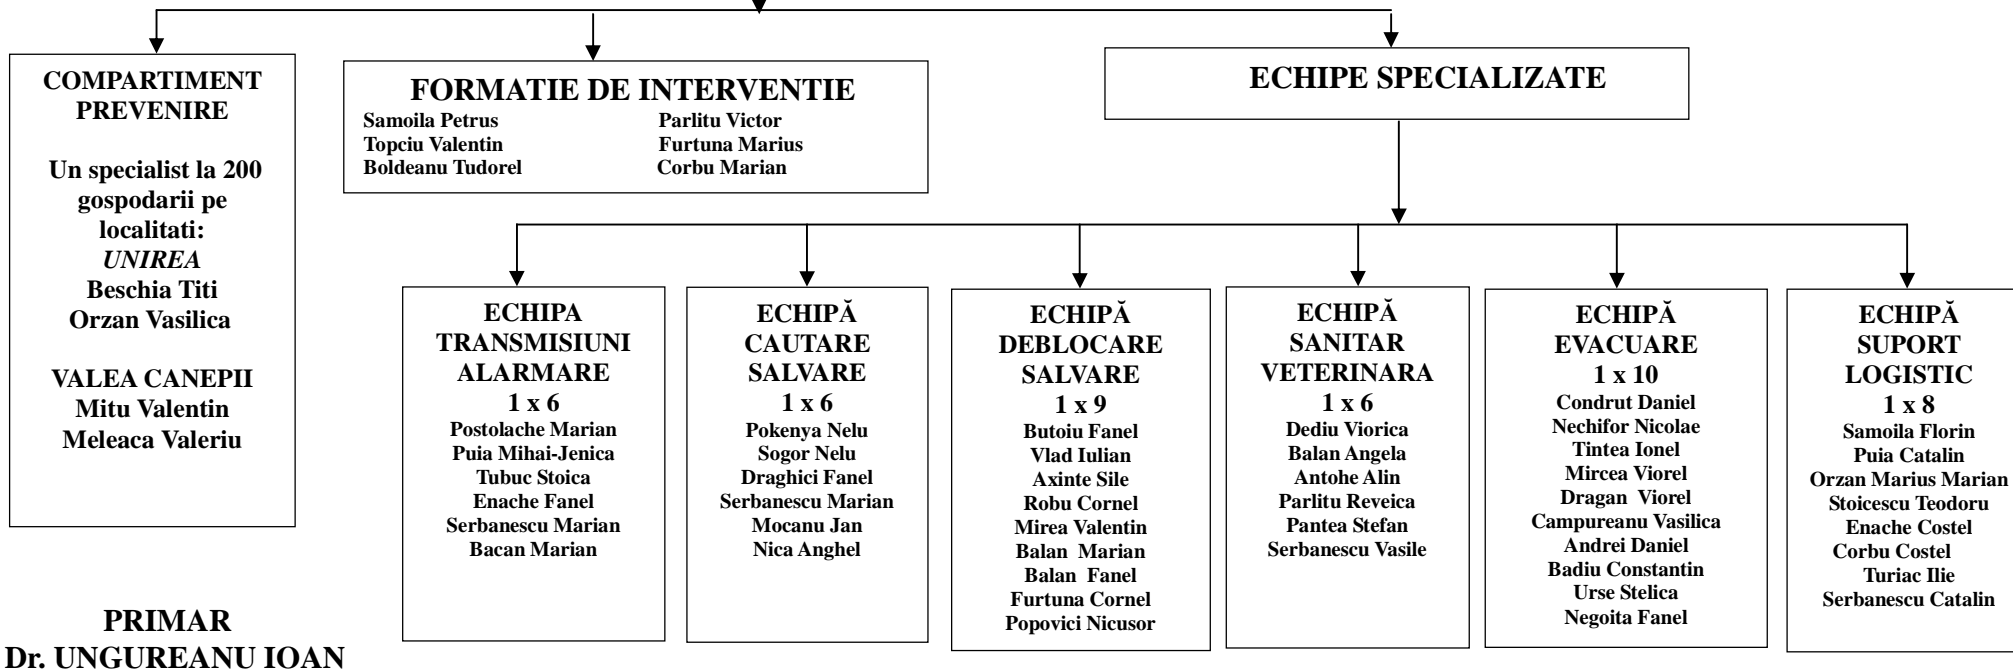 COMPARTIMENT
PREVENIRE
Un specialist la 200
gospodarii pe
localitati:
UNIREA
Beschia Titi
Orzan Vasilica
VALEA CANEPII
Mitu Valentin
Meleaca Valeriu
FORMATIE DE INTERVENTIE
Samoila Petrus Parlitu Victor
Topciu Valentin Furtuna Marius
Boldeanu Tudorel Corbu Marian
ECHIPE SPECIALIZATE
ECHIPA
TRANSMISIUNI
ALARMARE
1 x 6
Postolache Marian
Puia Mihai-Jenica
Tubuc Stoica
Enache Fanel
Serbanescu Marian
Bacan Marian
ECHIPĂ
CAUTARE
SALVARE
1 x 6
Pokenya Nelu
Sogor Nelu
Draghici Fanel
Serbanescu Marian
Mocanu Jan
Nica Anghel
ECHIPĂ
DEBLOCARE
SALVARE
1 x 9
Butoiu Fanel
Vlad Iulian
Axinte Sile
Robu Cornel
Mirea Valentin
Balan Marian
Balan Fanel
Furtuna Cornel
Popovici Nicusor
ECHIPĂ
SANITAR
VETERINARA
1 x 6
Dediu Viorica
Balan Angela
Antohe Alin
Parlitu Reveica
Pantea Stefan
Serbanescu Vasile
ECHIPĂ
EVACUARE
1 x 10
Condrut Daniel
Nechifor Nicolae
Tintea Ionel
Mircea Viorel
Dragan Viorel
Campureanu Vasilica
Andrei Daniel
Badiu Constantin
Urse Stelica
Negoita Fanel
ECHIPĂ
SUPORT
LOGISTIC
1 x 8
Samoila Florin
Puia Catalin
Orzan Marius Marian
Stoicescu Teodoru
Enache Costel
Corbu Costel
Turiac Ilie
Serbanescu Catalin
PRIMAR
Dr. UNGUREANU IOAN